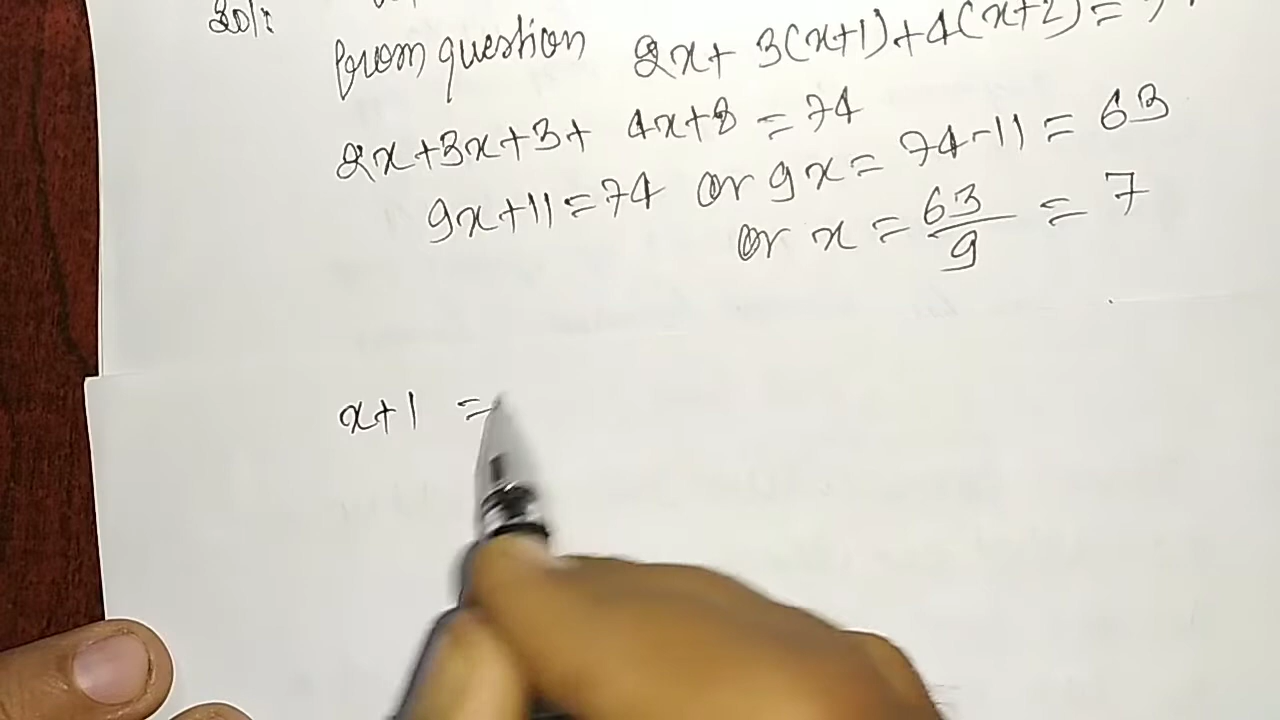 Sol:
from question 2x + 3(x+1)+4(x+2) =
2x+3x+3+ 4x+8 = 74
9x+11=74 or 9x = 74-11 = 63
or x = 63/9 = 7
x+1 =